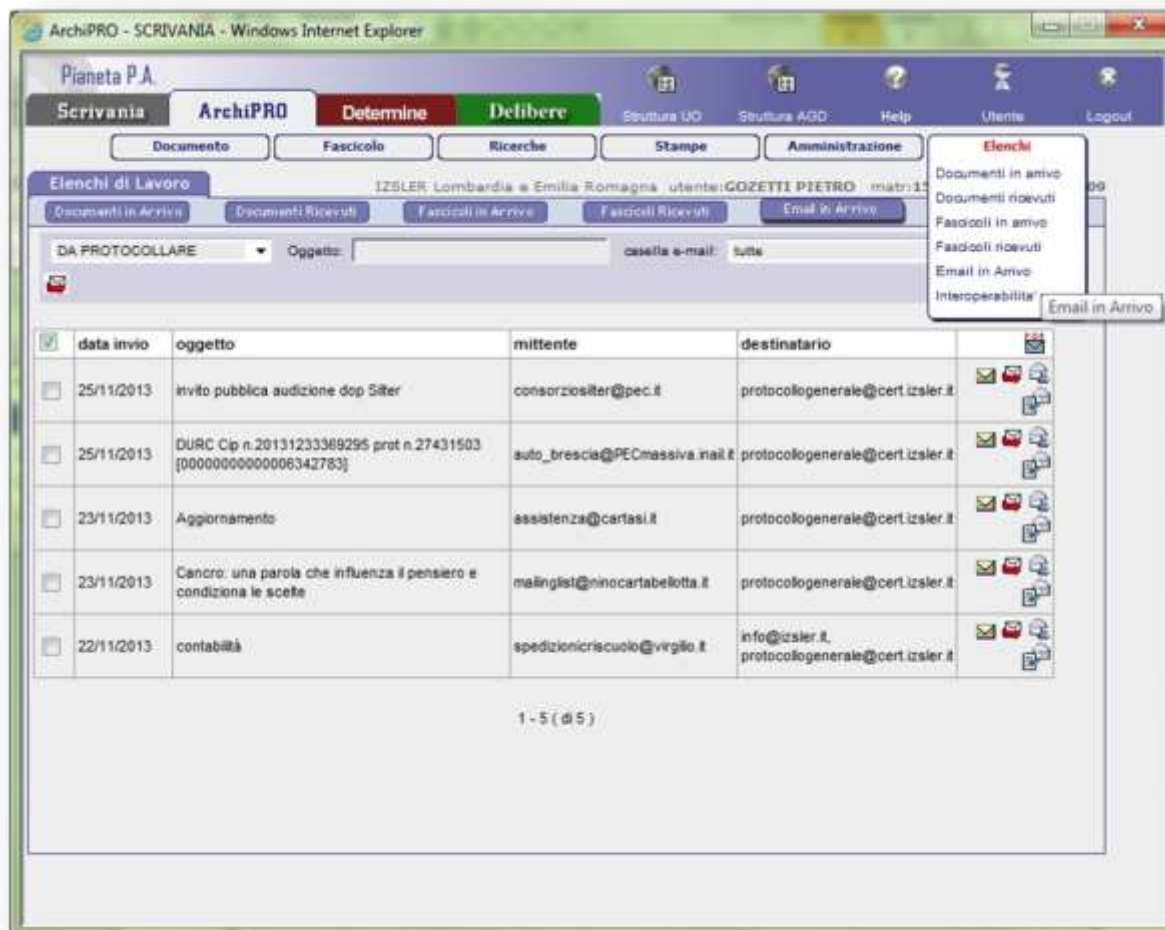 ArchiPRO - SCRIVANIA - Windows Internet Explorer
Pianeta P.A.
Scrivania ArchiPRO Determine Delibere Struttura UO Struttura AGD Help Utente Logout
Documento Fascicolo Ricerche Stampe Amministrazione Elenchi
Elenchi di Lavoro IZSLER Lombardia e Emilia Romagna utente:GOZETTI PIETRO matr:15
Documenti in Arrivo Documenti Ricevuti Fascicoli in Arrivo Fascicoli Ricevuti Email in Arrivo
Documenti in arrivo
Documenti ricevuti
Fascicoli in arrivo
Fascicoli ricevuti
Email in Arrivo
Interoperabilita'
Email in Arrivo
DA PROTOCOLLARE Oggetto: casella e-mail: tutte
data invio oggetto mittente destinatario
25/11/2013 invito pubblica audizione dop Silter consorziosilter@pec.it protocollogenerale@cert.izsler.it
25/11/2013 DURC Cip n.20131233369295 prot n.27431503 auto_brescia@PECmassiva.inail.it protocollogenerale@cert.izsler.it
[00000000000006342783]
23/11/2013 Aggiornamento assistenza@cartasi.it protocollogenerale@cert.izsler.it
23/11/2013 Cancro: una parola che influenza il pensiero e mailinglist@ninocartabellotta.it protocollogenerale@cert.izsler.it
condiziona le scelte
22/11/2013 contabilità spedizionicriscuolo@virgilio.it info@izsler.it,
protocollogenerale@cert.izsler.it
1 - 5 ( di 5 )